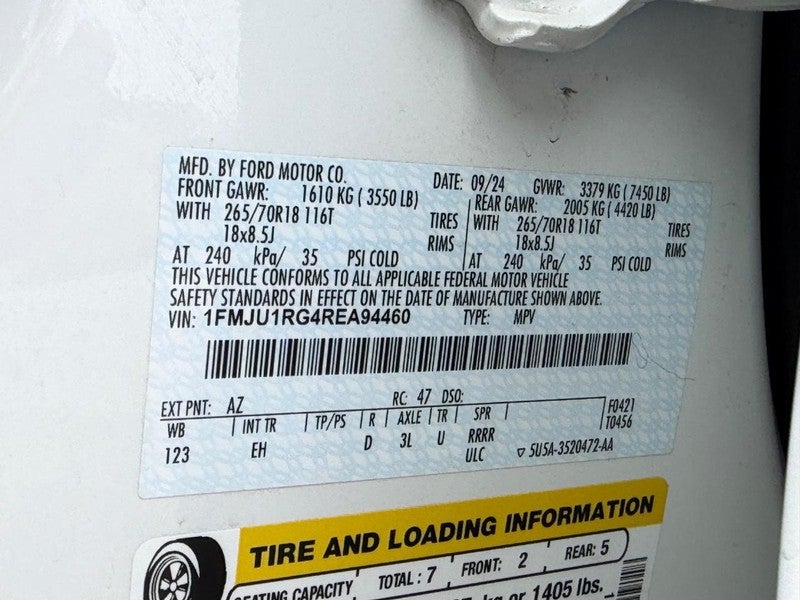 MFD. BY FORD MOTOR CO. DATE: 09/24 GVWR: 3379 KG ( 7450 LB)
FRONT GAWR: 1610 KG ( 3550 LB) REAR GAWR: 2005 KG ( 4420 LB)
WITH 265/70R18 116T TIRES WITH 265/70R18 116T TIRES
18x8.5J RIMS 18x8.5J RIMS
AT 240 kPa/ 35 PSI COLD AT 240 kPa/ 35 PSI COLD
THIS VEHICLE CONFORMS TO ALL APPLICABLE FEDERAL MOTOR VEHICLE
SAFETY STANDARDS IN EFFECT ON THE DATE OF MANUFACTURE SHOWN ABOVE.
VIN: 1FMJU1RG4REA94460 TYPE: MPV
EXT PNT: AZ RC: 47 DSO: F0421
WB INT TR TP/PS R AXLE TR SPR T0456
123 EH D 3L U RRRR
ULC 5U5A-3520472-AA
TIRE AND LOADING INFORMATION
SEATING CAPACITY TOTAL : 7 FRONT: 2 REAR: 5
kg or 1405 lbs.